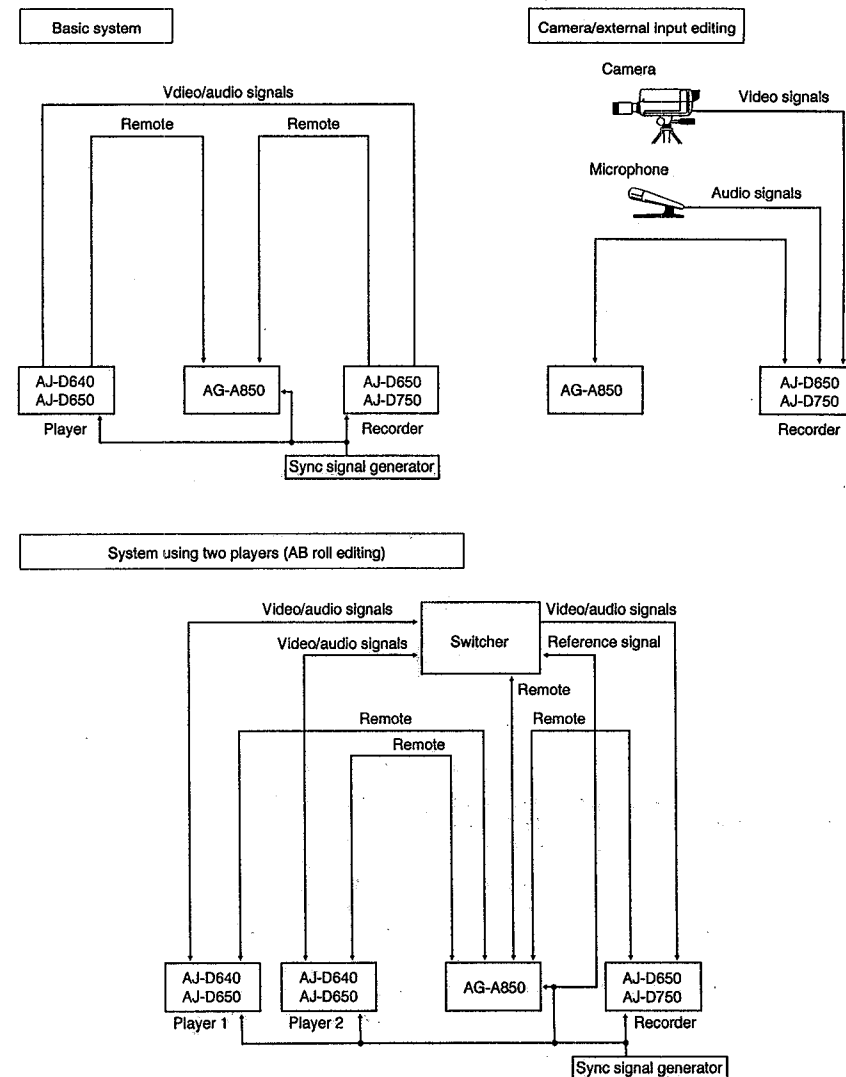 Basic system
Vdieo/audio signals
Remote
Remote
AJ-D640
AJ-D650
Player
AG-A850
AJ-D650
AJ-D750
Recorder
Sync signal generator
Camera/external input editing
Camera
Video signals
Microphone
Audio signals
AG-A850
AJ-D650
AJ-D750
Recorder
System using two players (AB roll editing)
Video/audio signals
Video/audio signals
Switcher
Video/audio signals
Reference signal
Remote
Remote
Remote
Remote
AJ-D640
AJ-D650
Player 1
AJ-D640
AJ-D650
Player 2
AG-A850
AJ-D650
AJ-D750
Recorder
Sync signal generator